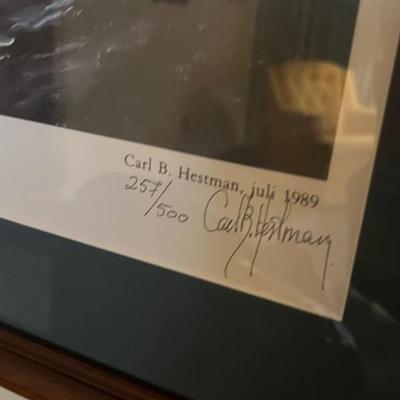 Carl B. Hestman, juli 1989
257/500 Carl B. Hestman